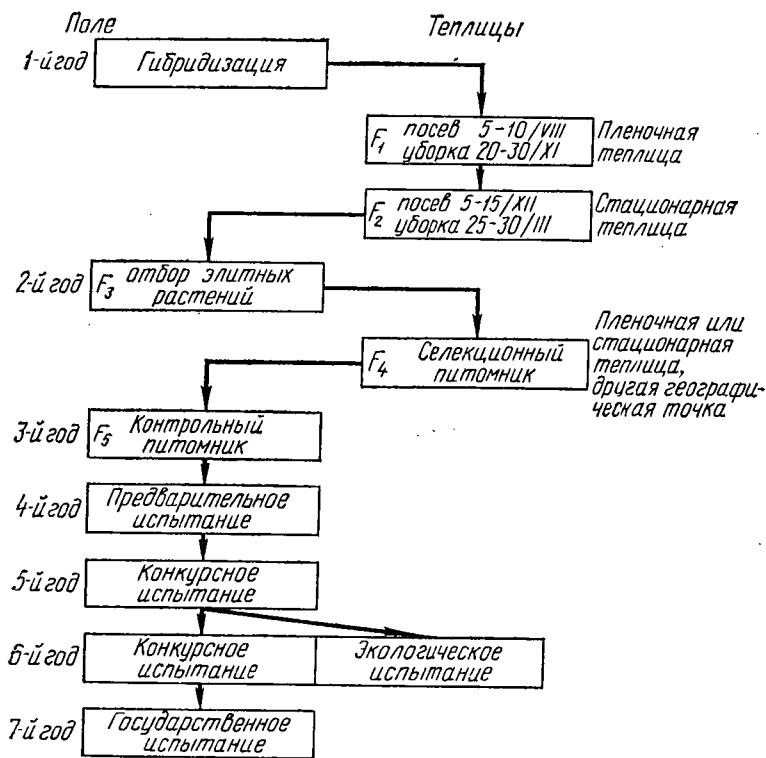 Поле
Теплицы
1-й год
Гибридизация
F1 посев 5-10/VIII
уборка 20-30/XI
Пленочная
теплица
F2 посев 5-15/XII
уборка 25-30/III
Стационарная
теплица
2-й год
F3 отбор элитных
растений
F4 Селекционный
питомник
Пленочная или
стационарная
теплица,
другая географи-
ческая точка
3-й год
F5 Контрольный
питомник
4-й год
Предварительное
испытание
5-й год
Конкурсное
испытание
6-й год
Конкурсное
испытание
Экологическое
испытание
7-й год
Государственное
испытание